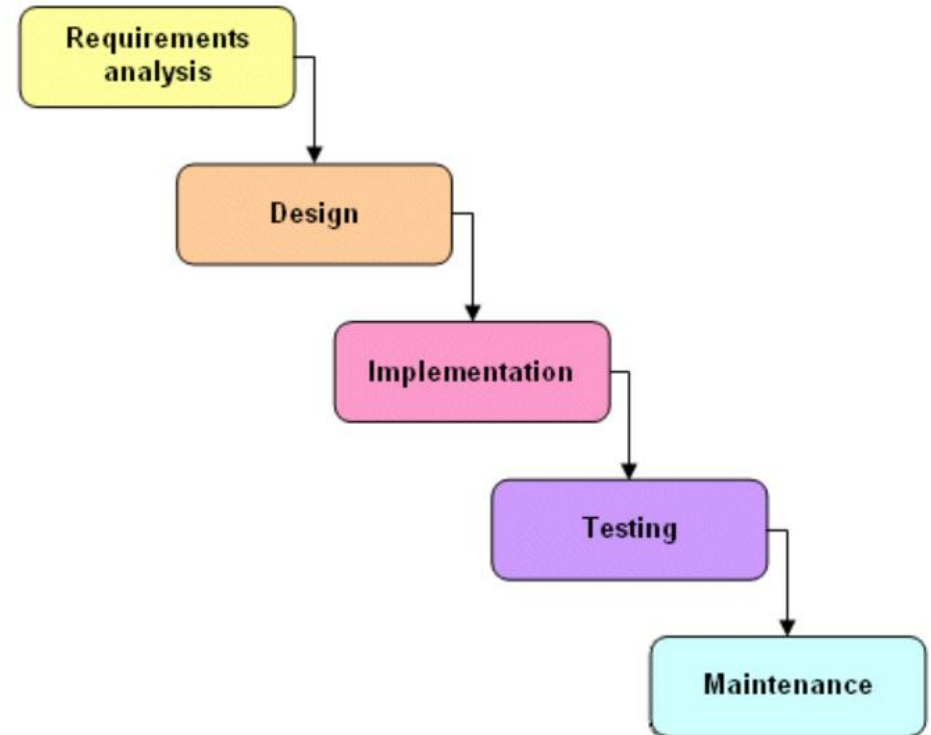 Requirements
analysis
Design
Implementation
Testing
Maintenance